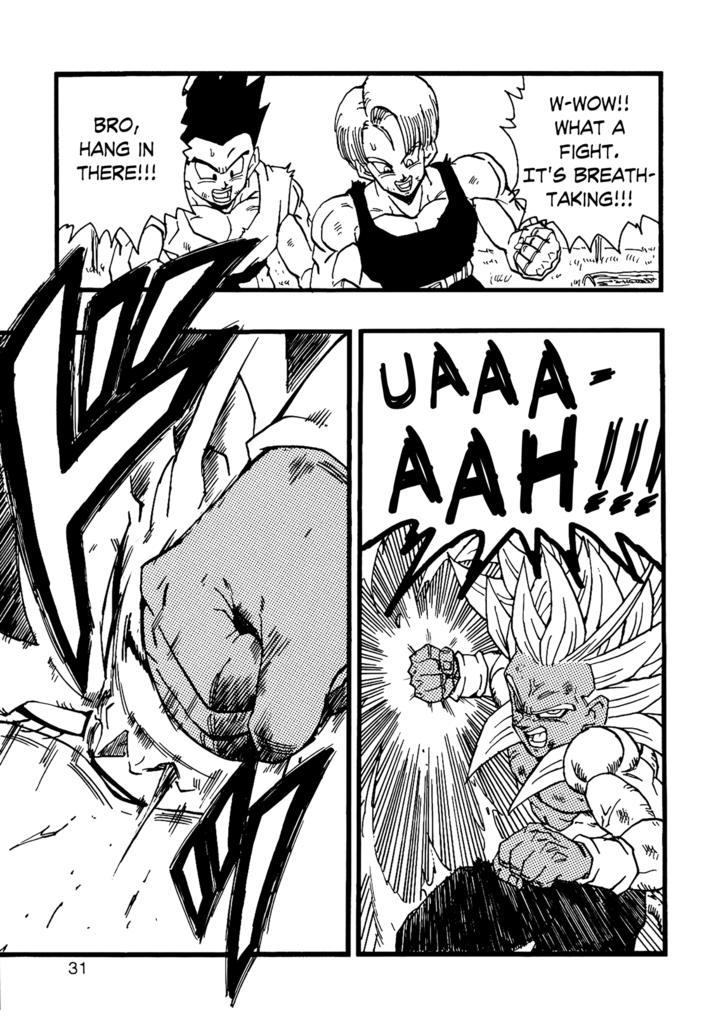 W-WOW!!
WHAT A
FIGHT.
IT'S BREATH-
TAKING!!!
BRO,
HANG IN
THERE!!!
UAAA-
AAH!!!
31